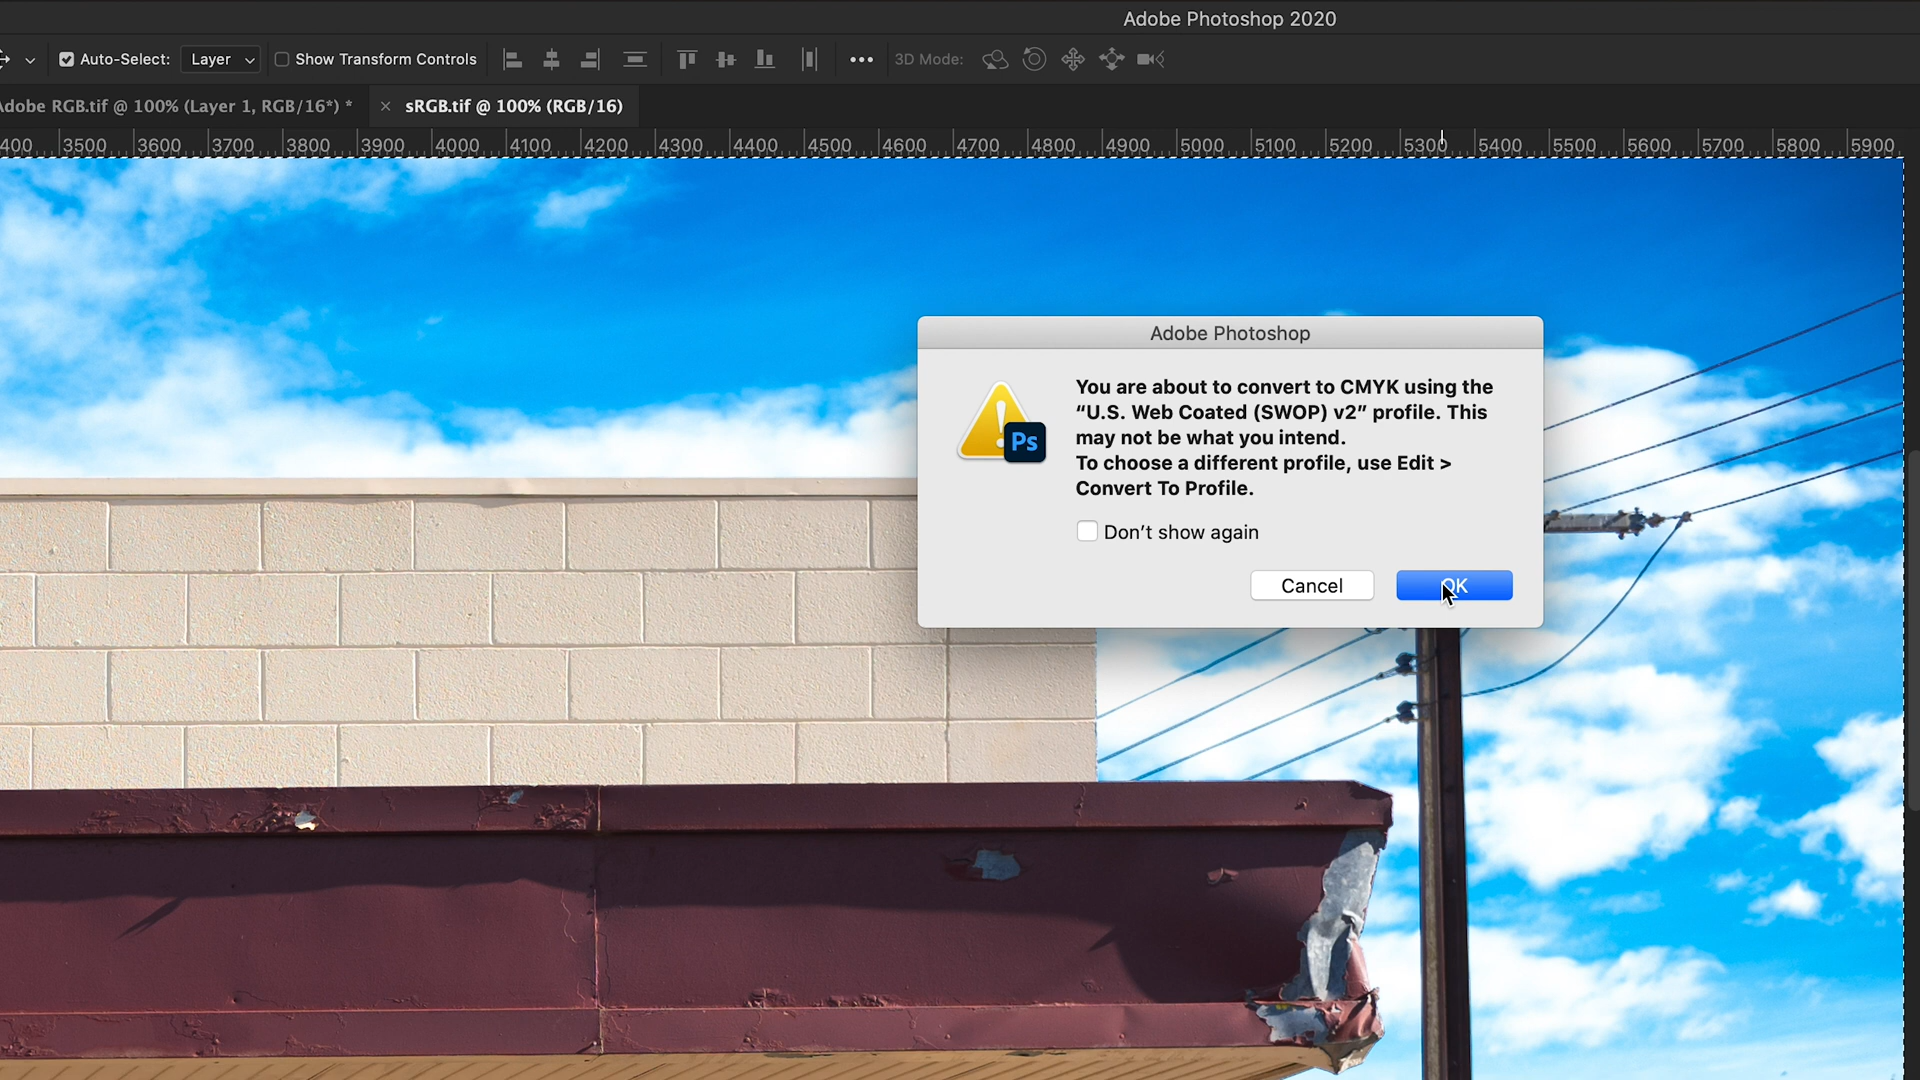 Adobe Photoshop 2020
Auto-Select: Layer Show Transform Controls 3D Mode:
Adobe RGB.tif @ 100% (Layer 1, RGB/16*) * × sRGB.tif @ 100% (RGB/16)
400 3500 3600 3700 3800 3900 4000 4100 4200 4300 4400 4500 4600 4700 4800 4900 5000 5100 5200 5300 5400 5500 5600 5700 5800 5900
Adobe Photoshop
You are about to convert to CMYK using the
“U.S. Web Coated (SWOP) v2” profile. This
may not be what you intend.
To choose a different profile, use Edit >
Convert To Profile.
Ps
Don’t show again
Cancel OK